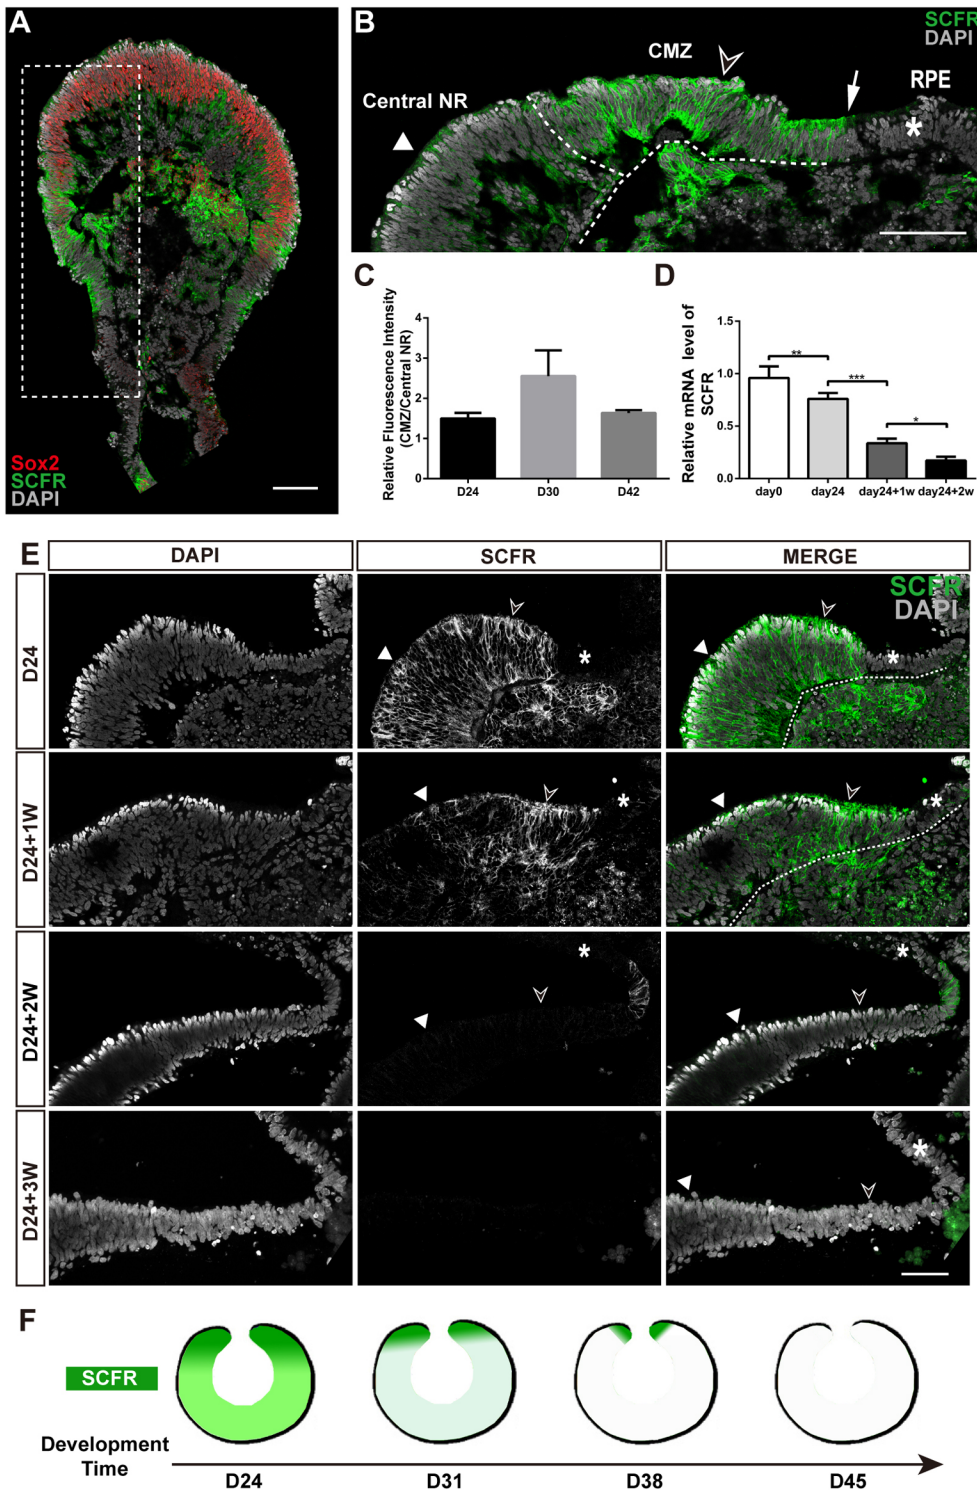 A
Sox2
SCFR
DAPI
B
SCFR
DAPI
CMZ
Central NR
RPE
*
C
Relative Fluorescence Intensity
(CMZ/Central NR)
4
3
2
1
0
D24
D30
D42
D
Relative mRNA level of
SCFR
1.5
1.0
0.5
0.0
**
***
*
day0
day24
day24+1w
day24+2w
E
DAPI
SCFR
MERGE
SCFR
DAPI
D24
*
*
D24+1W
*
*
D24+2W
*
*
D24+3W
*
F
SCFR
Development
Time
D24
D31
D38
D45